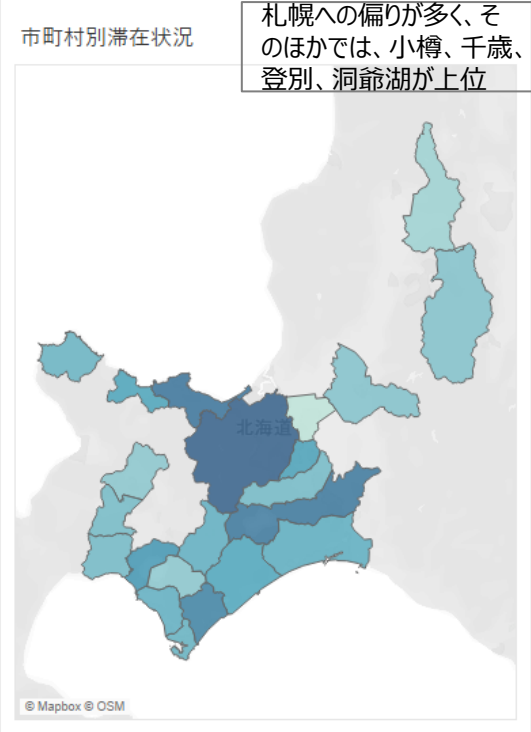 市町村別滞在状況
札幌への偏りが多く、そ
のほかでは、小樽、千歳、
登別、洞爺湖が上位
北海道
© Mapbox © OSM